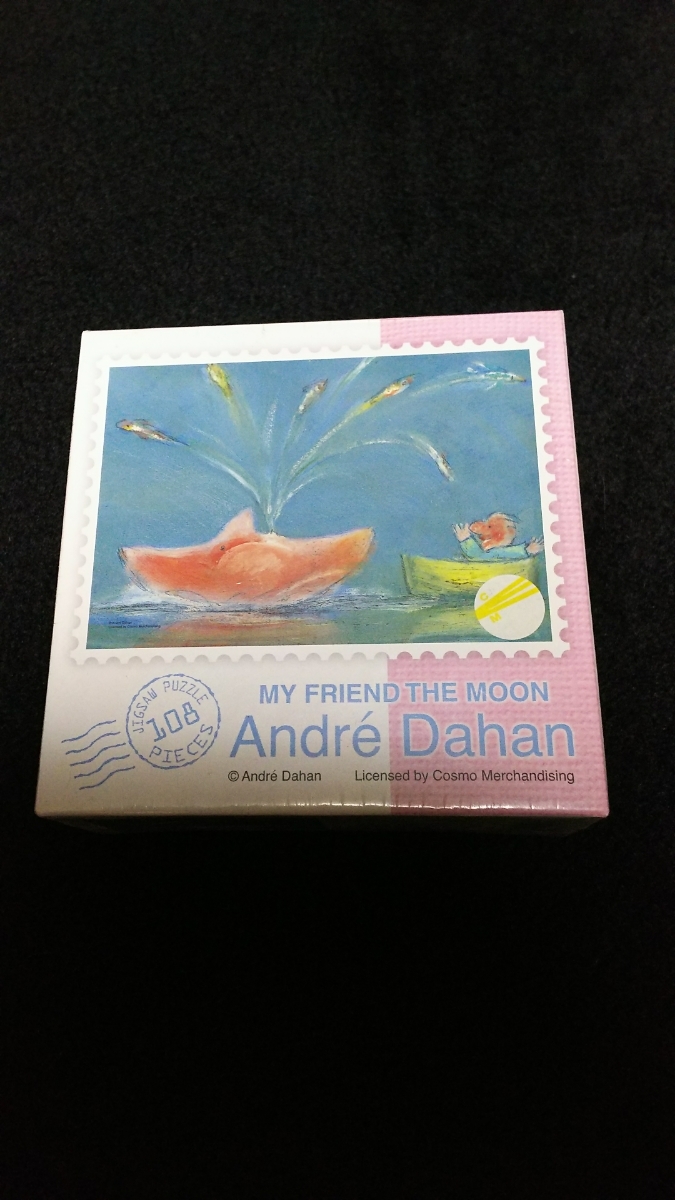 C
M
MY FRIEND THE MOON
JIGSAW PUZZLE
108
PIECES
André Dahan
© André Dahan Licensed by Cosmo Merchandising